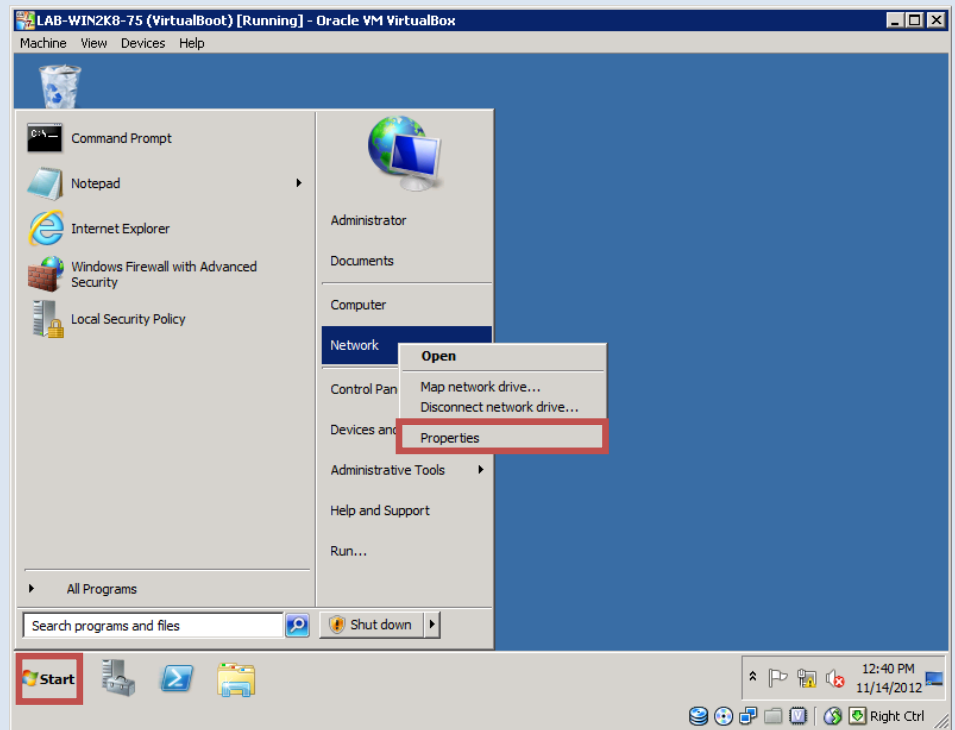 LAB-WIN2K8-75 (VirtualBoot) [Running] - Oracle VM VirtualBox
Machine View Devices Help
C:\_
Command Prompt
Notepad
Internet Explorer
Windows Firewall with Advanced
Security
Local Security Policy
All Programs
Search programs and files
Administrator
Documents
Computer
Network
Control Pan
Devices and
Administrative Tools
Help and Support
Run...
Shut down
Open
Map network drive...
Disconnect network drive...
Properties
Start
12:40 PM
11/14/2012
Right Ctrl